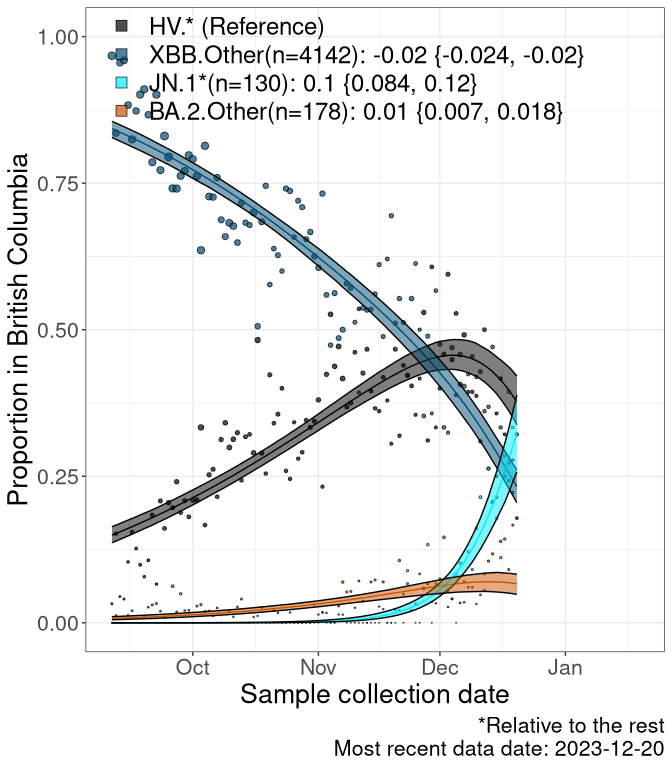 HV.* (Reference)
XBB.Other(n=4142): -0.02 {-0.024, -0.02}
JN.1*(n=130): 0.1 {0.084, 0.12}
BA.2.Other(n=178): 0.01 {0.007, 0.018}
Proportion in British Columbia
1.00
0.75
0.50
0.25
0.00
Oct Nov Dec Jan
Sample collection date
*Relative to the rest
Most recent data date: 2023-12-20